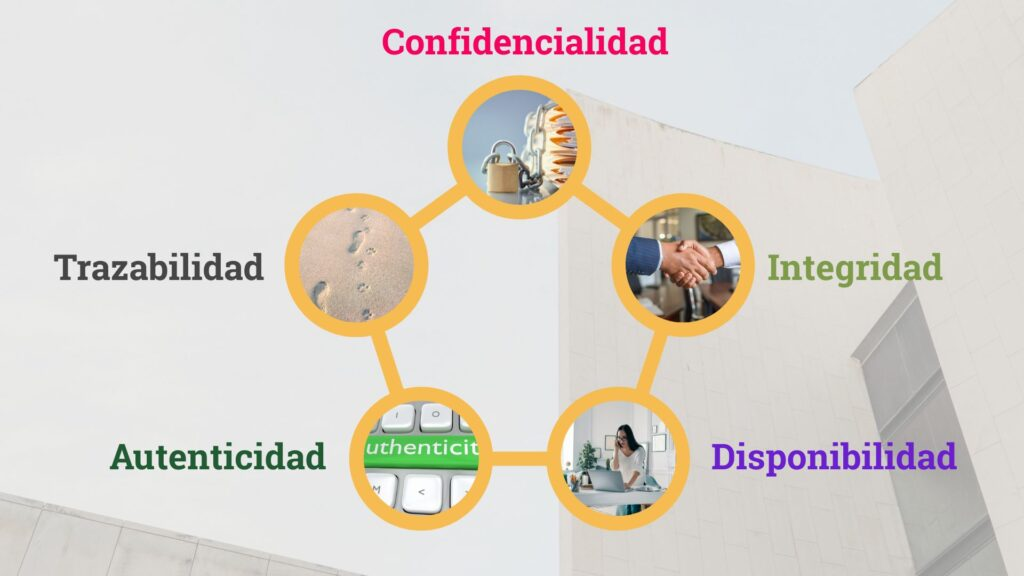 Confidencialidad
Trazabilidad
Integridad
I O
uthenticit
M <
Autenticidad
Disponibilidad